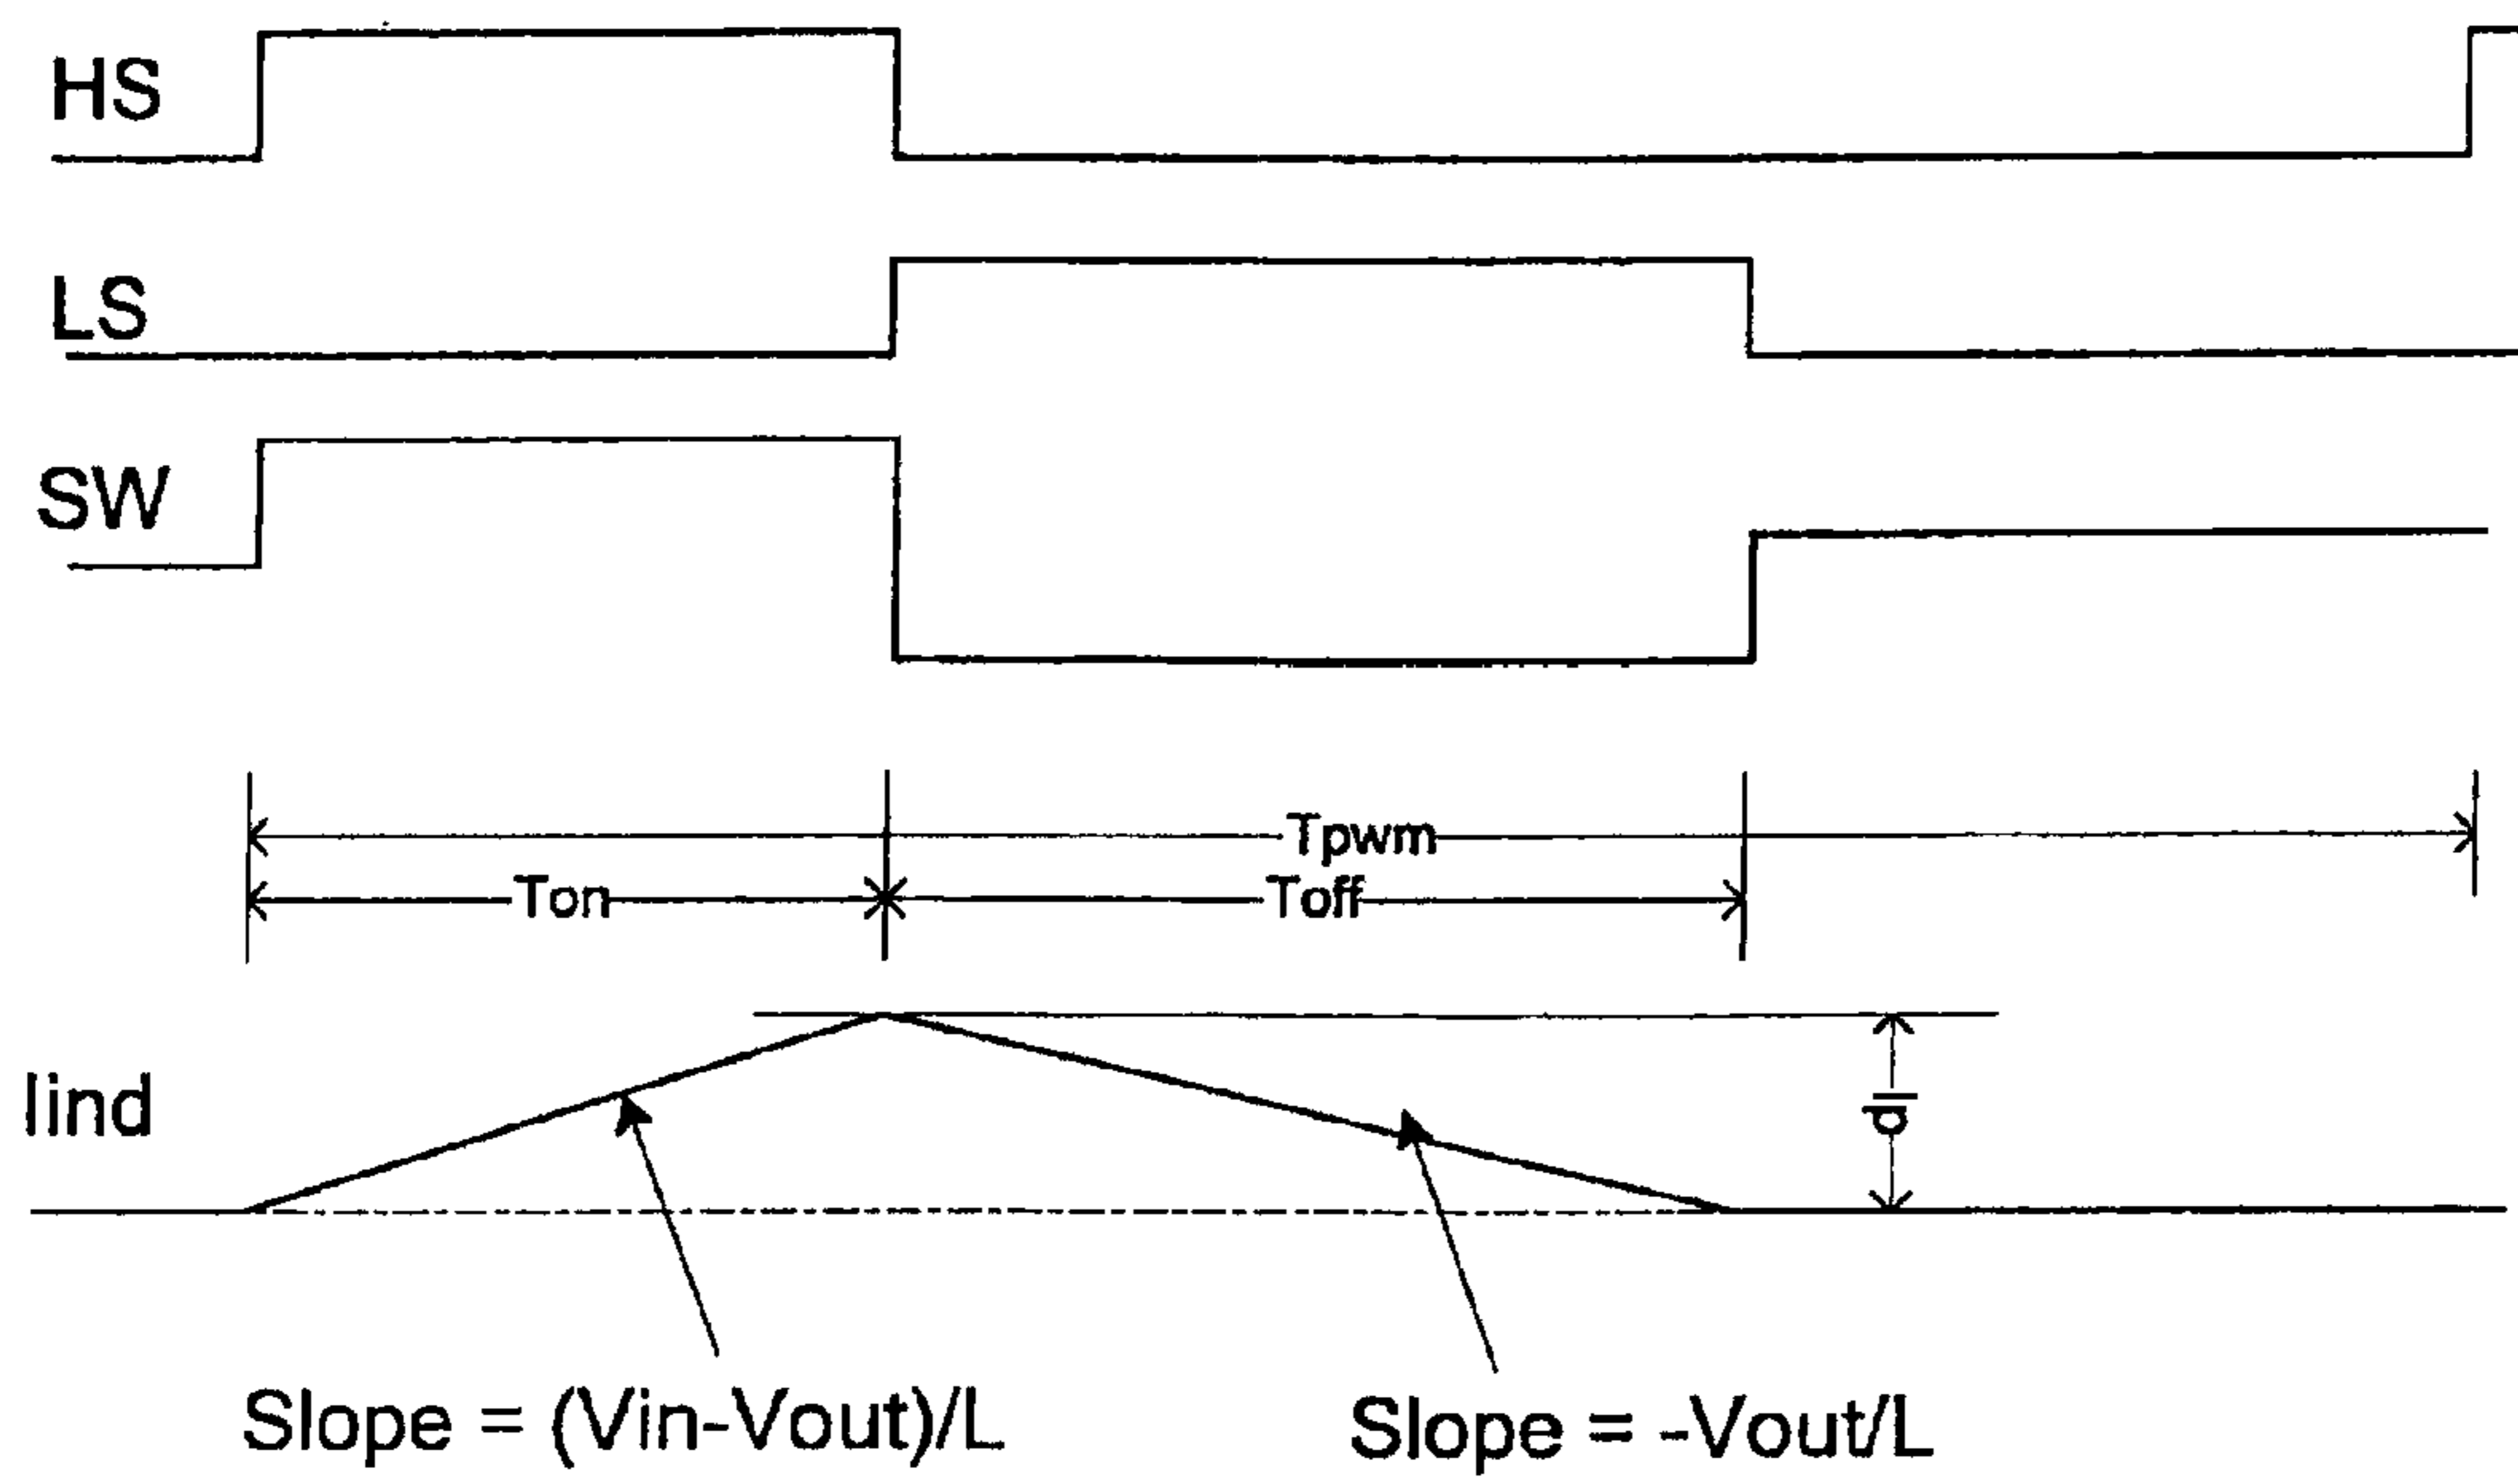 HS
LS
SW
Tpwm
Ton
Toff
Iind
dI
Slope = (Vin-Vout)/L
Slope = -Vout/L